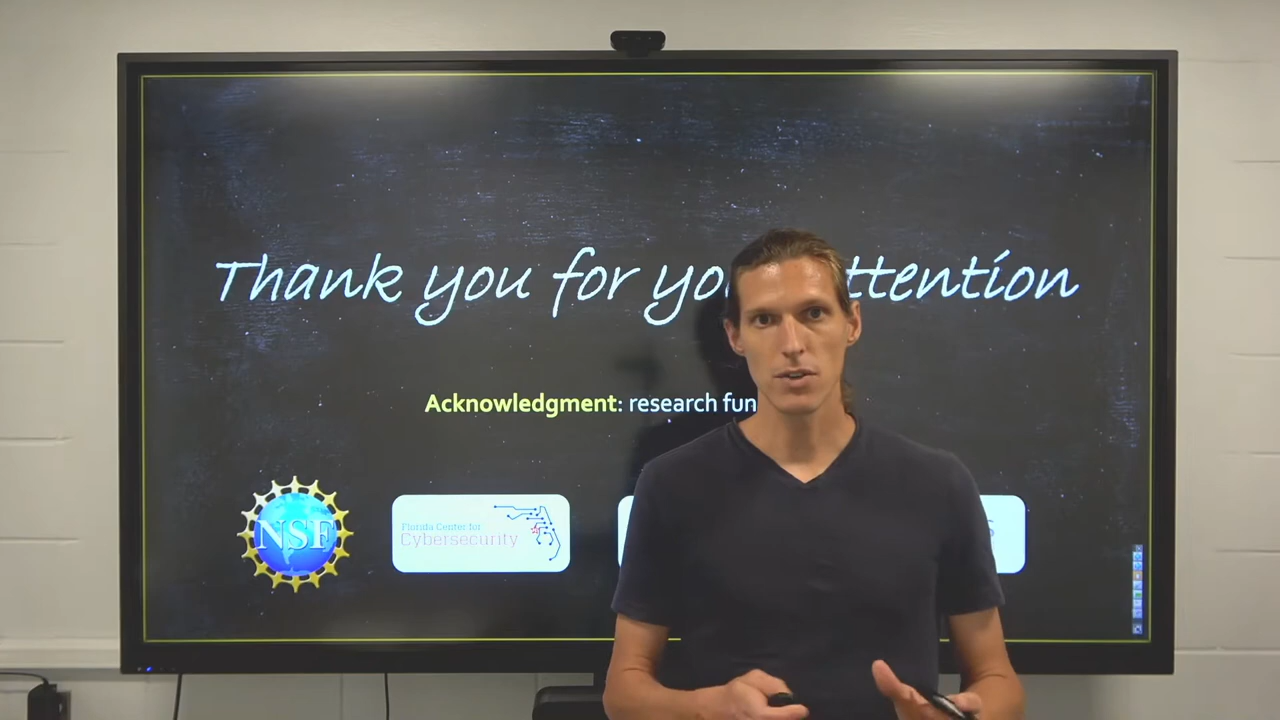 Thank you for yo ttention
Acknowledgment: research fun
NSF
Florida Center for
Cybersecurity